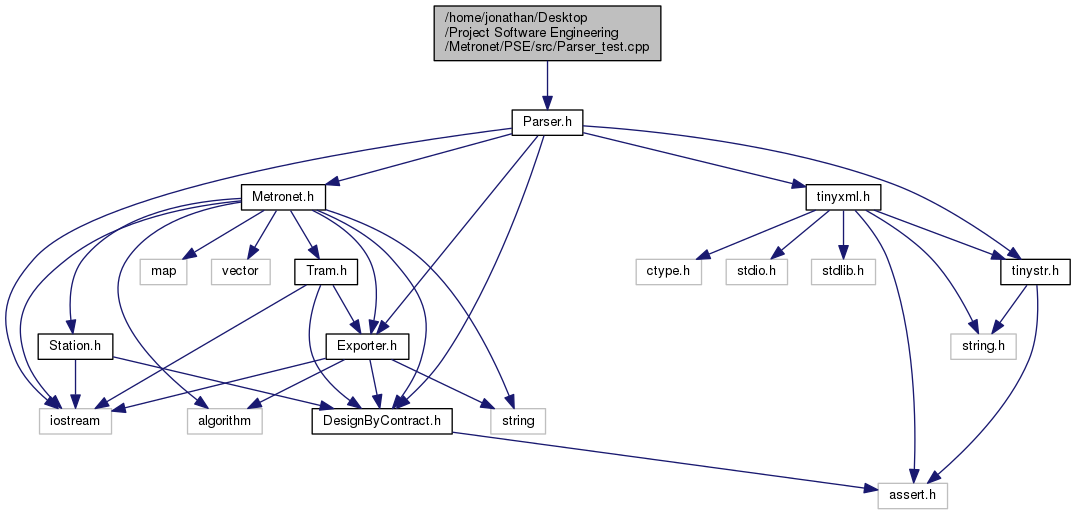 /home/jonathan/Desktop
/Project Software Engineering
/Metronet/PSE/src/Parser_test.cpp
Parser.h
Metronet.h
tinyxml.h
map
vector
Tram.h
ctype.h
stdio.h
stdlib.h
tinystr.h
Station.h
Exporter.h
string.h
iostream
algorithm
DesignByContract.h
string
assert.h